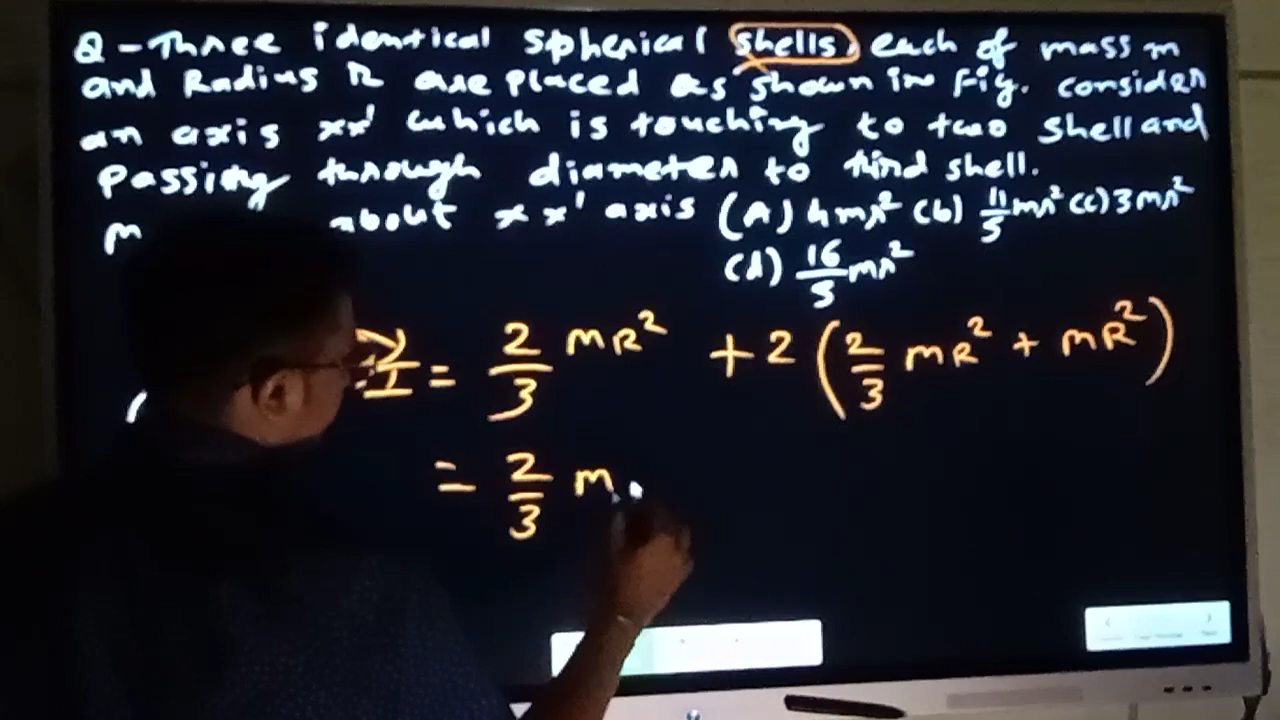 Q - Three identical spherical shells, each of mass m
and Radius r are placed as shown in Fig. consider
an axis xx' which is touching to two shell and
passing through diameter to third shell.
about xx' axis (A) 4mr² (b) 11/5 mr² (c) 3mr²
(d) 16/5 mr²
I = 2/3 mR² + 2 (2/3 mR² + mR²)
= 2/3 m